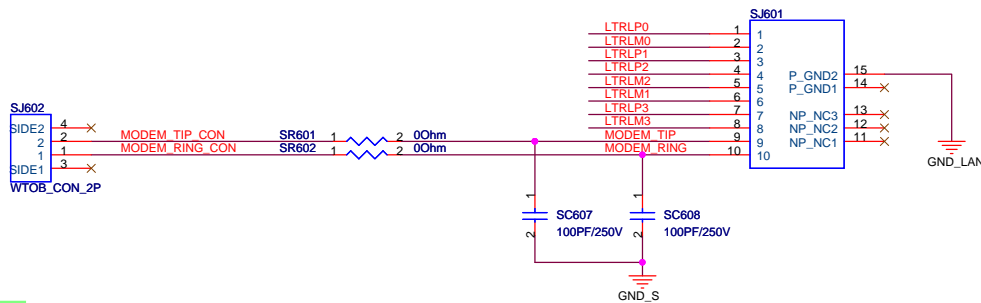 SJ601
LTRLP0 1 1
LTRLM0 2 2
LTRLP1 3 3
LTRLP2 4 4 P_GND2 15
LTRLM2 5 5 P_GND1 14
LTRLM1 6 6
LTRLP3 7 7 NP_NC3 13
LTRLM3 8 8 NP_NC2 12
MODEM_TIP 9 9 NP_NC1 11
MODEM_RING 10 10
GND_LAN
SJ602
SIDE2 4
2 2 MODEM_TIP_CON SR601 1 2 0Ohm
1 1 MODEM_RING_CON SR602 1 2 0Ohm
SIDE1 3
WTOB_CON_2P
1 2 SC607 100PF/250V
1 2 SC608 100PF/250V
GND_S